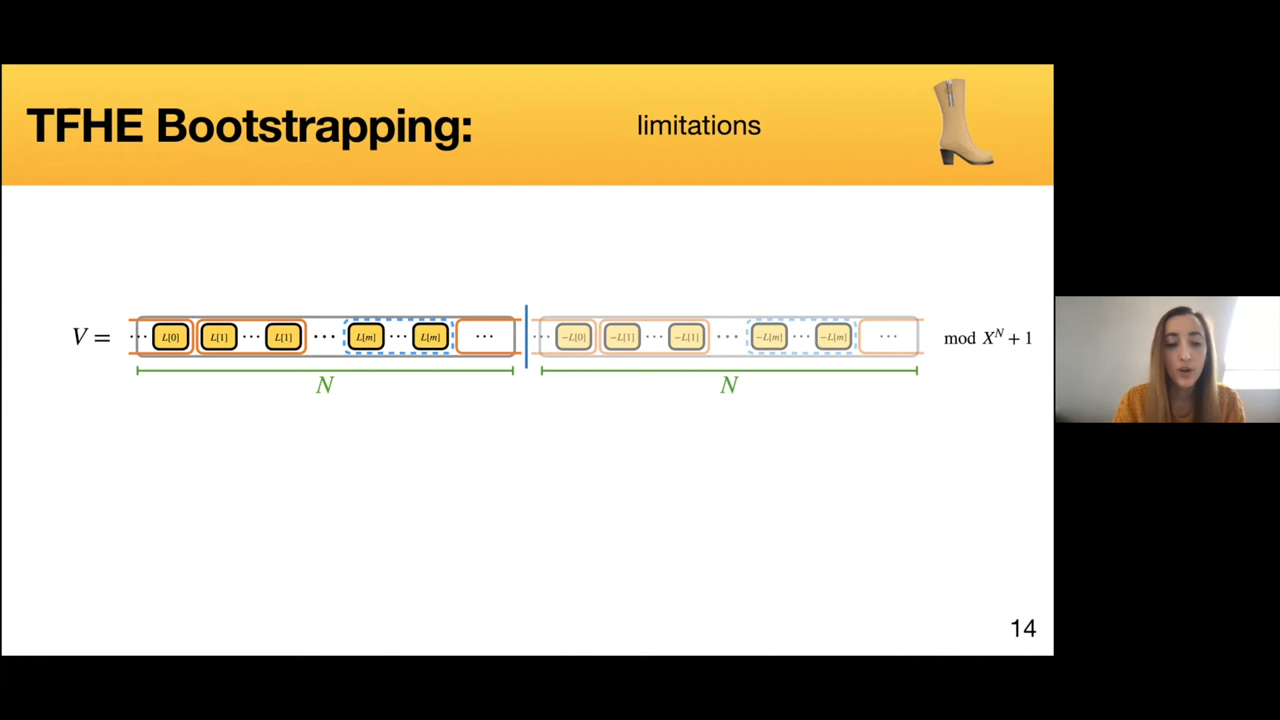 TFHE Bootstrapping: limitations
V = ⋯ L[0] L[1] ⋯ L[1] ⋯ L[m] ⋯ L[m] ⋯ ⋯ −L[0] −L[1] ⋯ −L[1] ⋯ −L[m] ⋯ −L[m] ⋯ mod X^N + 1
N N
14